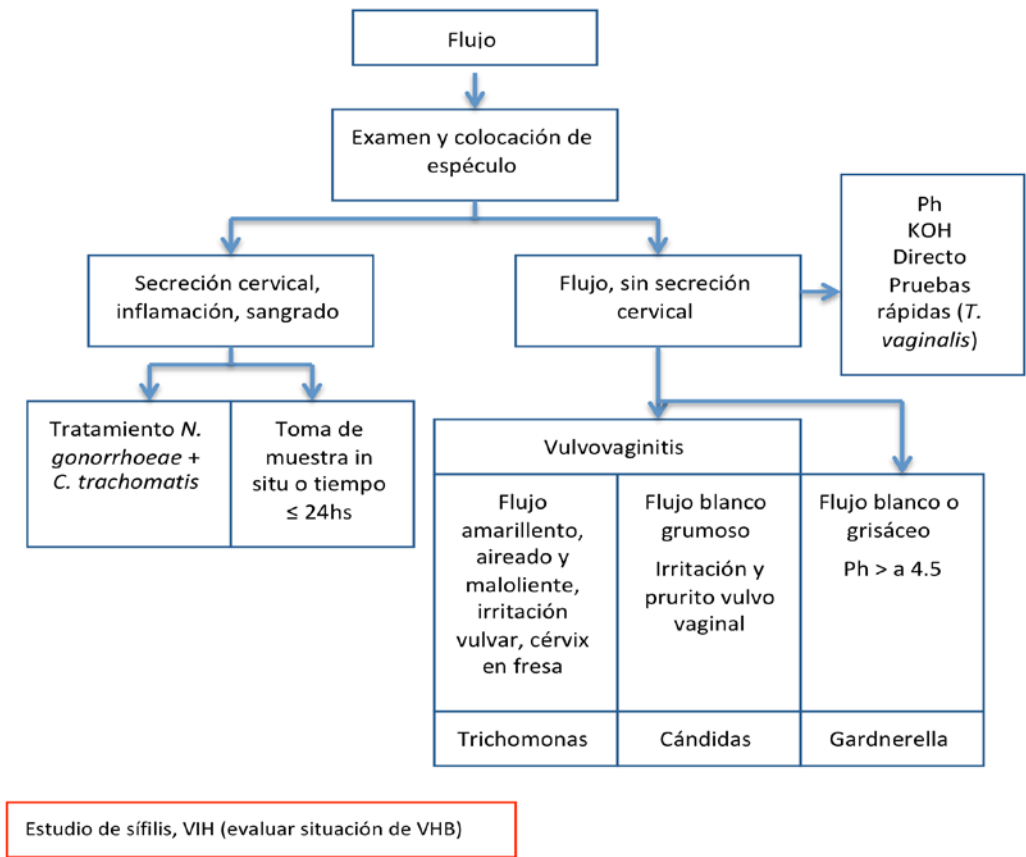 Flujo
Examen y colocación de
espéculo
Secreción cervical,
inflamación, sangrado
Flujo, sin secreción
cervical
Ph
KOH
Directo
Pruebas
rápidas (T.
vaginalis)
Tratamiento N.
gonorrhoeae +
C. trachomatis
Toma de
muestra in
situ o tiempo
≤ 24hs
Vulvovaginitis
Flujo
amarillento,
aireado y
maloliente,
irritación
vulvar, cérvix
en fresa
Flujo blanco
grumoso
Irritación y
prurito vulvo
vaginal
Flujo blanco o
grisáceo
Ph > a 4.5
Trichomonas
Cándidas
Gardnerella
Estudio de sífilis, VIH (evaluar situación de VHB)